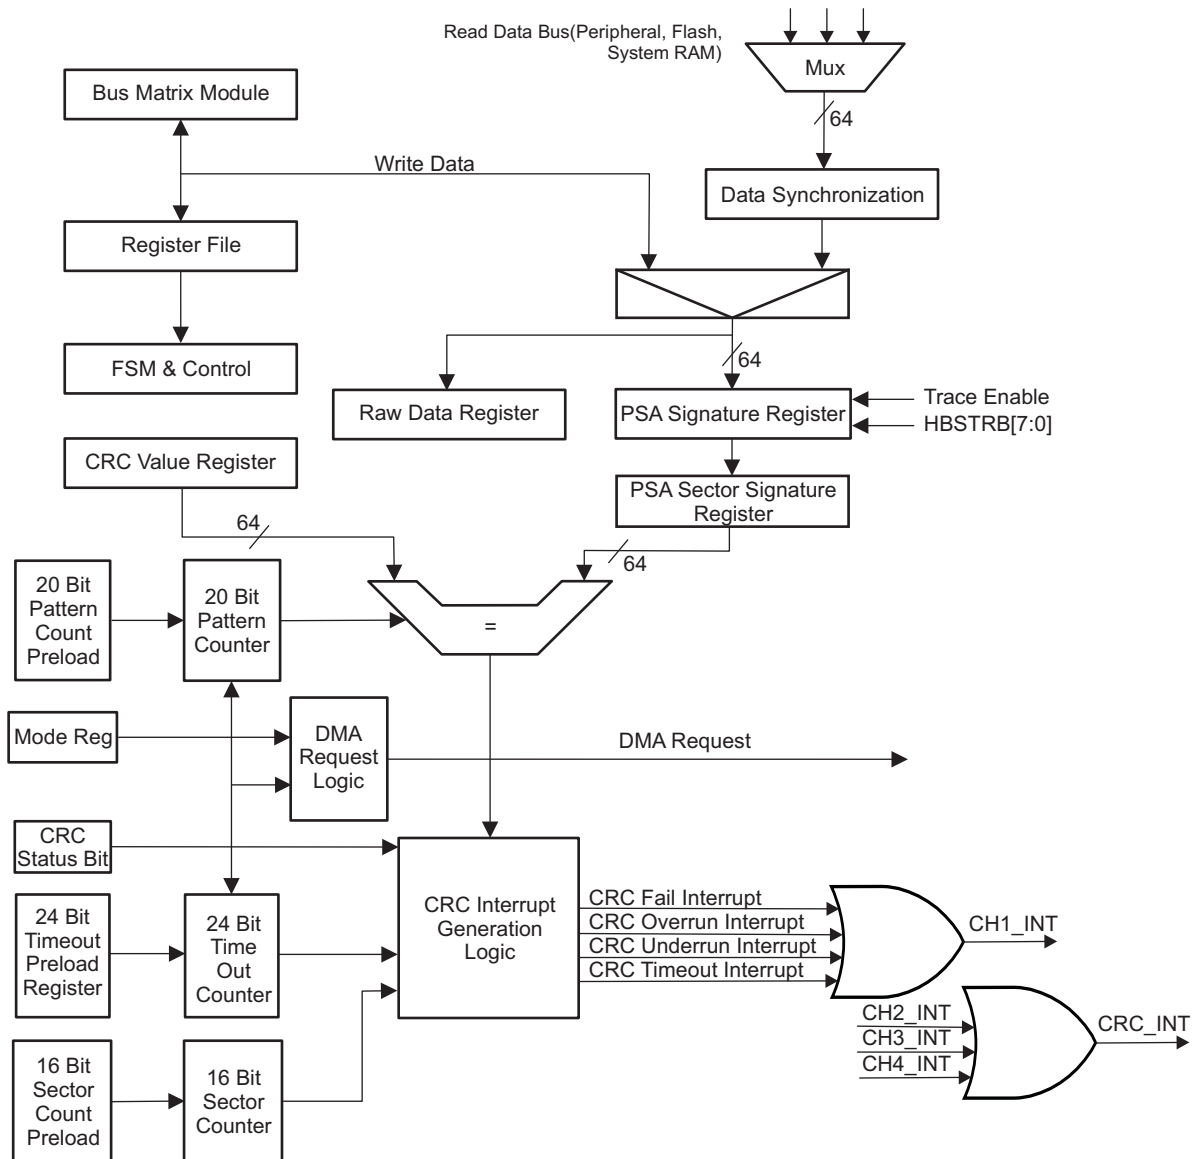 Read Data Bus(Peripheral, Flash,
System RAM)
Mux
64
Bus Matrix Module
Write Data
Data Synchronization
Register File
64
FSM & Control
Raw Data Register
PSA Signature Register
Trace Enable
HBSTRB[7:0]
CRC Value Register
PSA Sector Signature
Register
64
64
20 Bit
Pattern
Count
Preload
20 Bit
Pattern
Counter
=
Mode Reg
DMA
Request
Logic
DMA Request
CRC
Status Bit
24 Bit
Timeout
Preload
Register
24 Bit
Time
Out
Counter
CRC Interrupt
Generation
Logic
CRC Fail Interrupt
CRC Overrun Interrupt
CRC Underrun Interrupt
CRC Timeout Interrupt
CH1_INT
CH2_INT
CH3_INT
CH4_INT
CRC_INT
16 Bit
Sector
Count
Preload
16 Bit
Sector
Counter